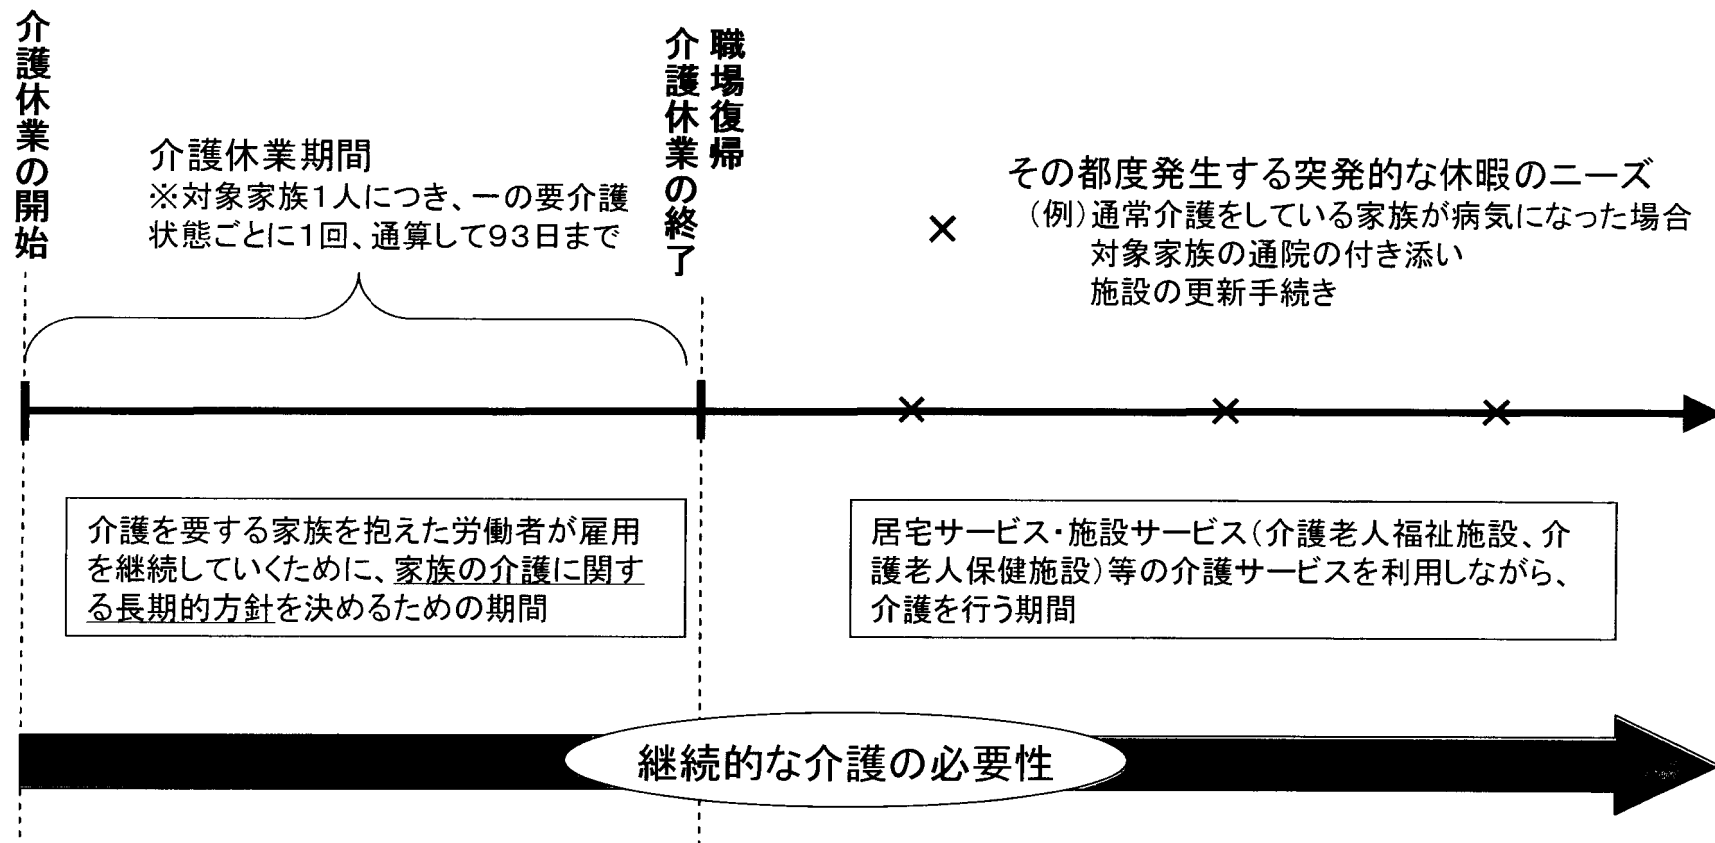 介護休業の開始
介護休業期間
※対象家族1人につき、一の要介護
状態ごとに1回、通算して93日まで
職場復帰
介護休業の終了
× その都度発生する突発的な休暇のニーズ
(例)通常介護をしている家族が病気になった場合
対象家族の通院の付き添い
施設の更新手続き
介護を要する家族を抱えた労働者が雇用
を継続していくために、家族の介護に関す
る長期的方針を決めるための期間
居宅サービス・施設サービス(介護老人福祉施設、介
護老人保健施設)等の介護サービスを利用しながら、
介護を行う期間
継続的な介護の必要性